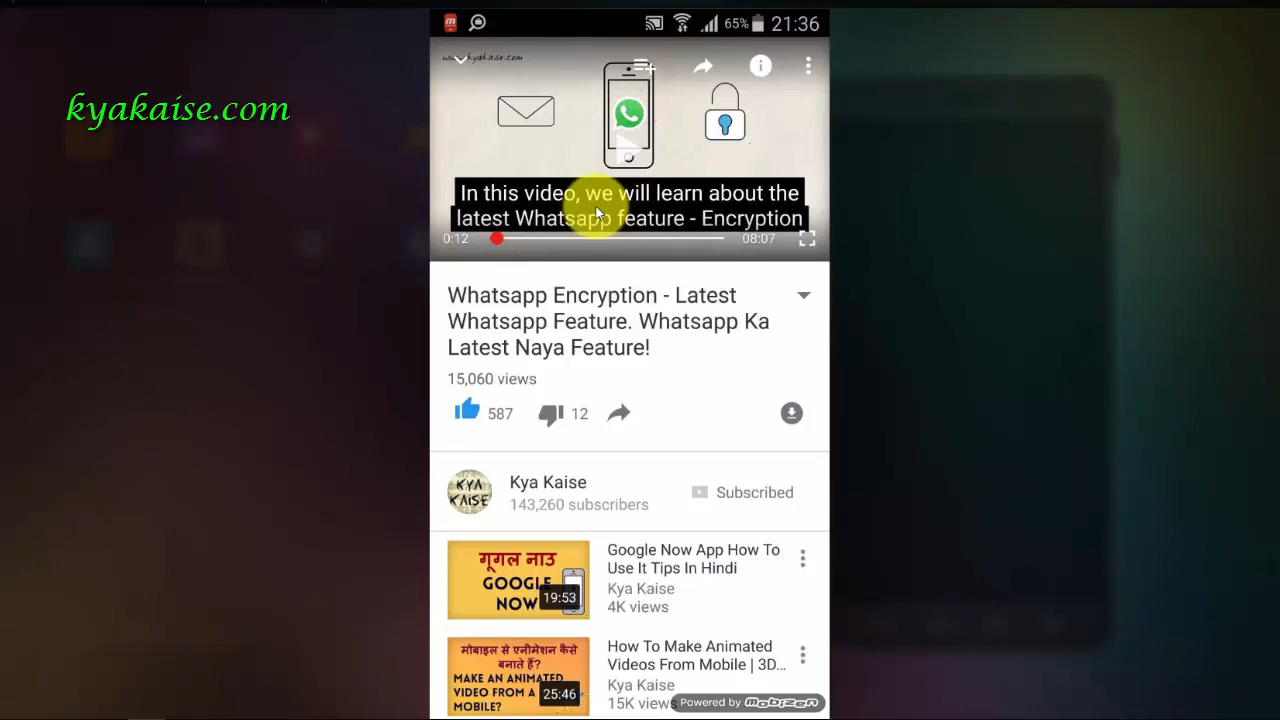 65% 21:36
kyakaise.com
www.kyakaise.com
In this video, we will learn about the
latest Whatsapp feature - Encryption
0:12 08:07
Whatsapp Encryption - Latest
Whatsapp Feature. Whatsapp Ka
Latest Naya Feature!
15,060 views
587 12
KYA
KAISE
Kya Kaise
143,260 subscribers
Subscribed
गूगल नाउ
GOOGLE
NOW
19:53
Google Now App How To
Use It Tips In Hindi
Kya Kaise
4K views
मोबाइल से एनीमेशन कैसे
बनाते हैं?
MAKE AN ANIMATED
VIDEO FROM A
MOBILE?
25:46
How To Make Animated
Videos From Mobile | 3D...
Kya Kaise
15K views
Powered by mobizen